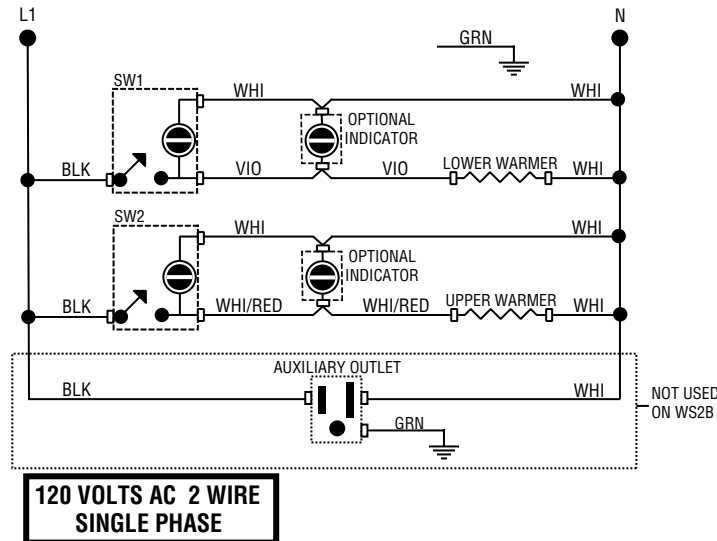 L1
N
GRN
SW1
WHI
WHI
OPTIONAL
INDICATOR
BLK
VIO
VIO
LOWER WARMER
WHI
SW2
WHI
WHI
OPTIONAL
INDICATOR
BLK
WHI/RED
WHI/RED
UPPER WARMER
WHI
AUXILIARY OUTLET
BLK
WHI
NOT USED
ON WS2B
GRN
120 VOLTS AC 2 WIRE
SINGLE PHASE